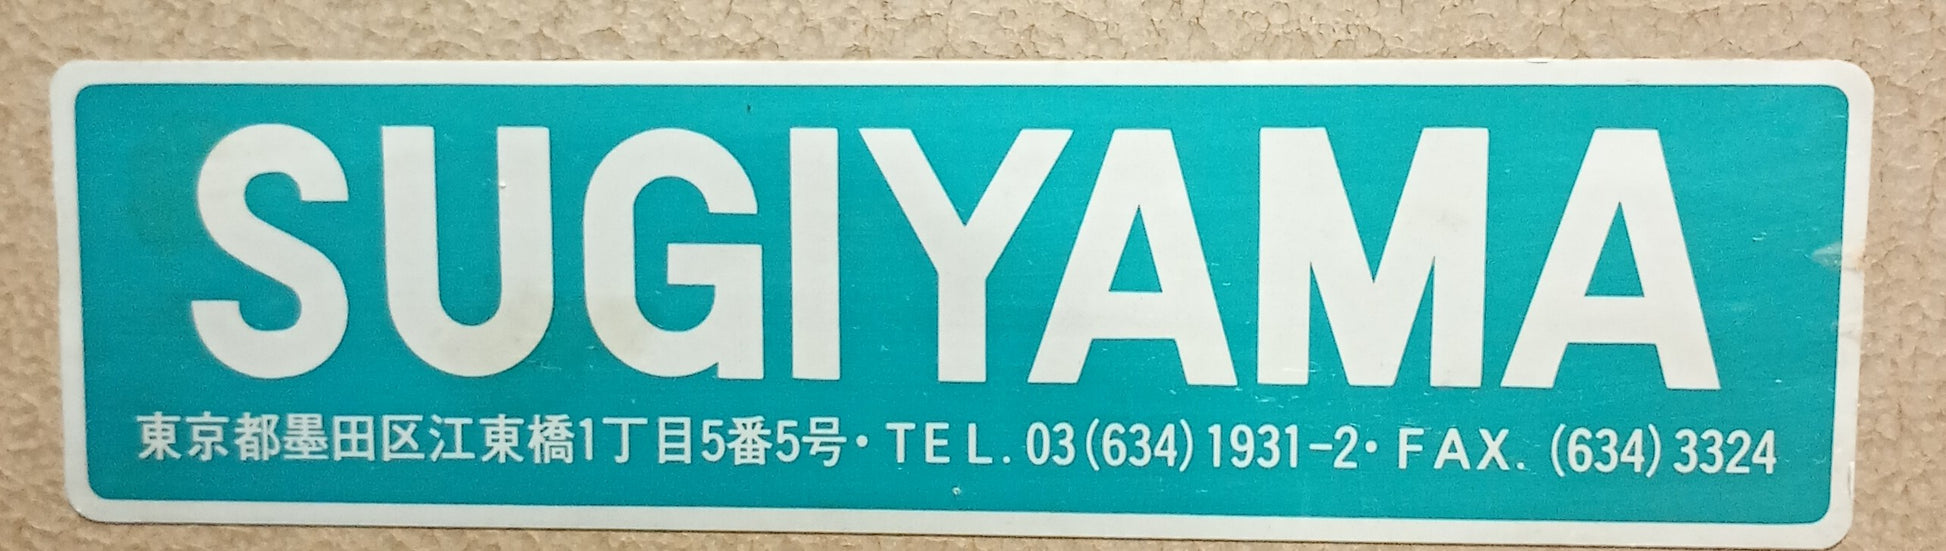 SUGIYAMA
東京都墨田区江東橋1丁目5番5号・TEL. 03(634)1931-2・FAX. (634)3324